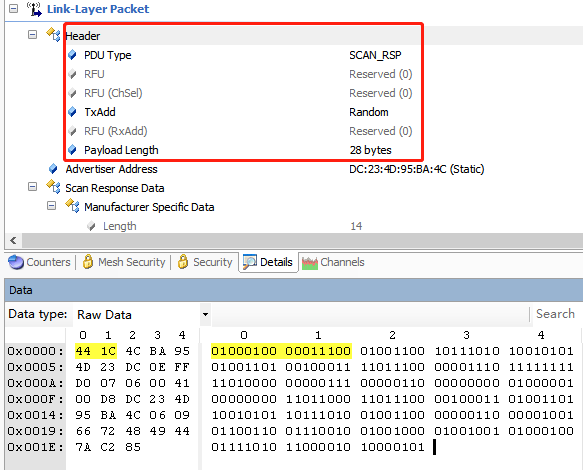 Link-Layer Packet
Header
PDU Type SCAN_RSP
RFU Reserved (0)
RFU (ChSel) Reserved (0)
TxAdd Random
RFU (RxAdd) Reserved (0)
Payload Length 28 bytes
Advertiser Address DC:23:4D:95:BA:4C (Static)
Scan Response Data
Manufacturer Specific Data
Length 14
Counters Mesh Security Security Details Channels
Data
Data type: Raw Data Search
0 1 2 3 4 0 1 2 3 4
0x0000: 44 1C 4C BA 95 01000100 00011100 01001100 10111010 10010101
0x0005: 4D 23 DC 0E FF 01001101 00100011 11011100 00001110 11111111
0x000A: D0 07 06 00 41 11010000 00000111 00000110 00000000 01000001
0x000F: 00 D8 DC 23 4D 00000000 11011000 11011100 00100011 01001101
0x0014: 95 BA 4C 06 09 10010101 10111010 01001100 00000110 00001001
0x0019: 66 72 48 49 44 01100110 01110010 01001000 01001001 01000100
0x001E: 7A C2 85 01111010 11000010 10000101